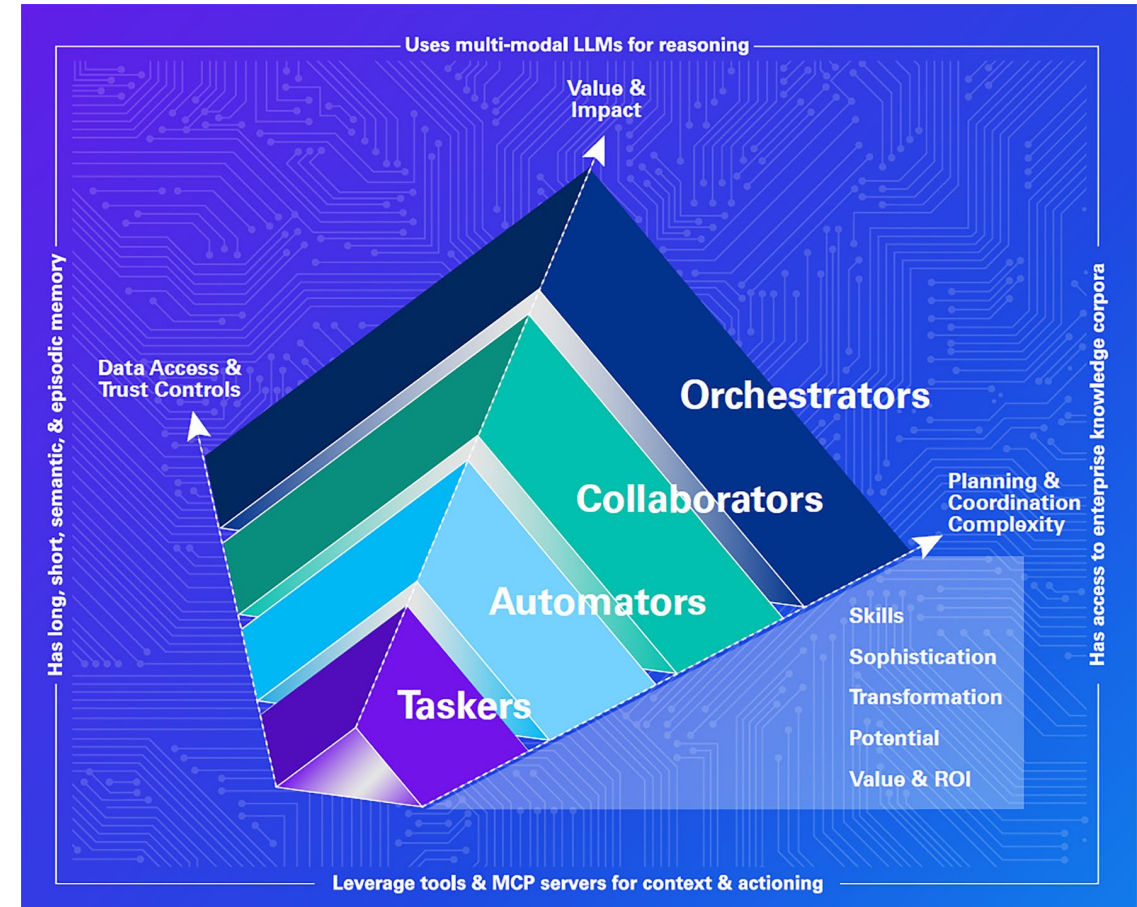 Uses multi-modal LLMs for reasoning
Value &
Impact
Has long, short, semantic, & episodic memory
Data Access &
Trust Controls
Orchestrators
Collaborators
Automators
Taskers
Planning &
Coordination
Complexity
Skills
Sophistication
Transformation
Potential
Value & ROI
Has access to enterprise knowledge corpora
Leverage tools & MCP servers for context & actioning